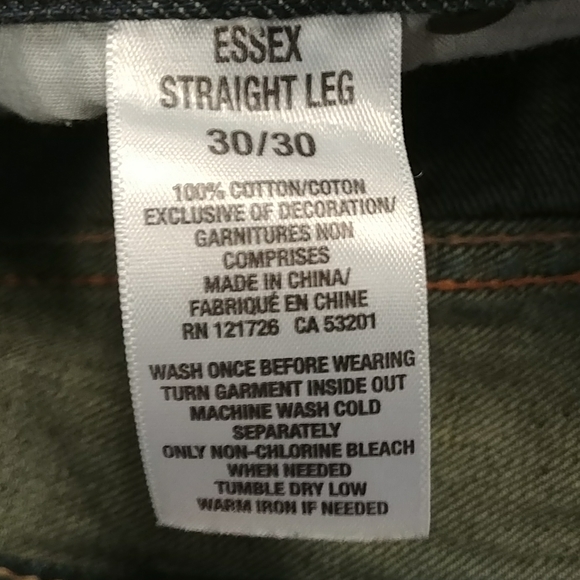 ESSEX
STRAIGHT LEG
30/30
100% COTTON/COTON
EXCLUSIVE OF DECORATION/
GARNITURES NON
COMPRISES
MADE IN CHINA/
FABRIQUÉ EN CHINE
RN 121726 CA 53201
WASH ONCE BEFORE WEARING
TURN GARMENT INSIDE OUT
MACHINE WASH COLD
SEPARATELY
ONLY NON-CHLORINE BLEACH
WHEN NEEDED
TUMBLE DRY LOW
WARM IRON IF NEEDED